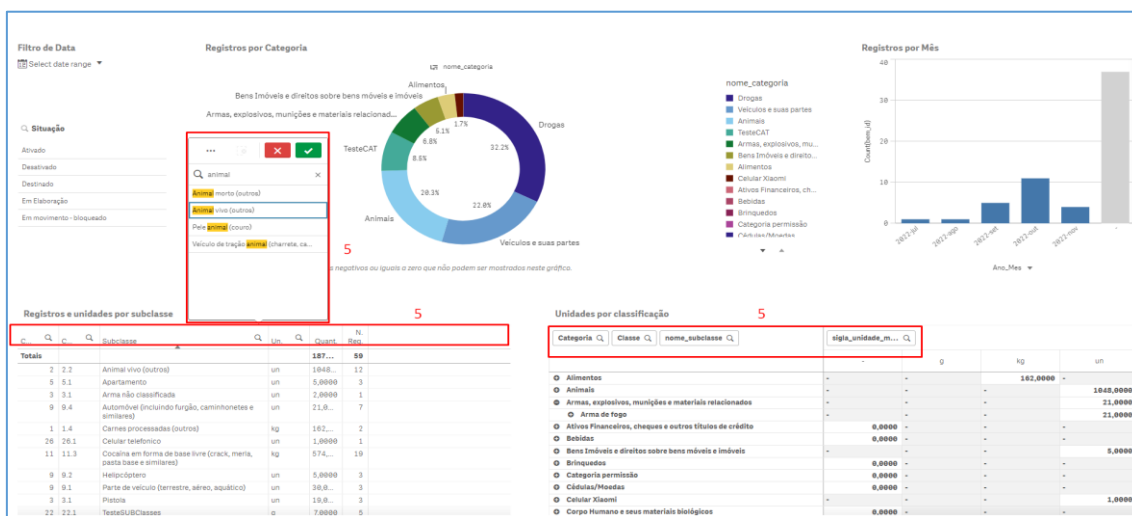 Filtro de Data
Select date range
Situação
Ativado
Desativado
Destinado
Em Elaboração
Em movimento - bloqueado
Registros por Categoria
nome_categoria
Alimentos
Bens Imóveis e direitos sobre bens móveis e imóveis
Armas, explosivos, munições e materiais relacionad...
TesteCAT
Animais
Drogas
Veículos e suas partes
1.7%
5.1%
6.8%
8.5%
20.3%
22.0%
32.2%
...
animal
Animal morto (outros)
Animal vivo (outros)
Pele animal (couro)
Veículo de tração animal (charrete, ca...
5
s negativos ou iguais a zero que não podem ser mostrados neste gráfico.
nome_categoria
Drogas
Veículos e suas partes
Animais
TesteCAT
Armas, explosivos, mu...
Bens Imóveis e direito...
Alimentos
Celular Xiaomi
Ativos Financeiros, ch...
Bebidas
Brinquedos
Categoria permissão
Cédulas/Moedas
Registros por Mês
Count(bem_id)
40
30
20
10
0
2022-jul 2022-ago 2022-set 2022-out 2022-nov -
Ano_Mes
Registros e unidades por subclasse 5
C... C... Subclasse Un. Quant. N. Reg.
Totais 187... 59
2 2.2 Animal vivo (outros) un 1048... 12
5 5.1 Apartamento un 5,0000 3
3 3.1 Arma não classificada un 2,0000 1
9 9.4 Automóvel (incluindo furgão, caminhonetes e similares) un 21,0... 7
1 1.4 Carnes processadas (outros) kg 162,... 2
26 26.1 Celular telefonico un 1,0000 1
11 11.3 Cocaína em forma de base livre (crack, merla, pasta base e similares) kg 574,... 19
9 9.2 Helipcóptero un 5,0000 3
9 9.1 Parte de veículo (terrestre, aéreo, aquático) un 30,0... 3
3 3.1 Pistola un 19,0... 3
22 22.1 TesteSUBClasses g 7,0000 5
Unidades por classificação 5
Categoria Classe nome_subclasse sigla_unidade_m...
- g kg un
Alimentos - - 162,0000 -
Animais - - - 1048,0000
Armas, explosivos, munições e materiais relacionados - - - 21,0000
Arma de fogo - - - 21,0000
Ativos Financeiros, cheques e outros títulos de crédito 0,0000 - - -
Bebidas 0,0000 - - -
Bens Imóveis e direitos sobre bens móveis e imóveis - - - 5,0000
Brinquedos 0,0000 - - -
Categoria permissão 0,0000 - - -
Cédulas/Moedas 0,0000 - - -
Celular Xiaomi - - - 1,0000
Corpo Humano e seus materiais biológicos 0,0000 - - -